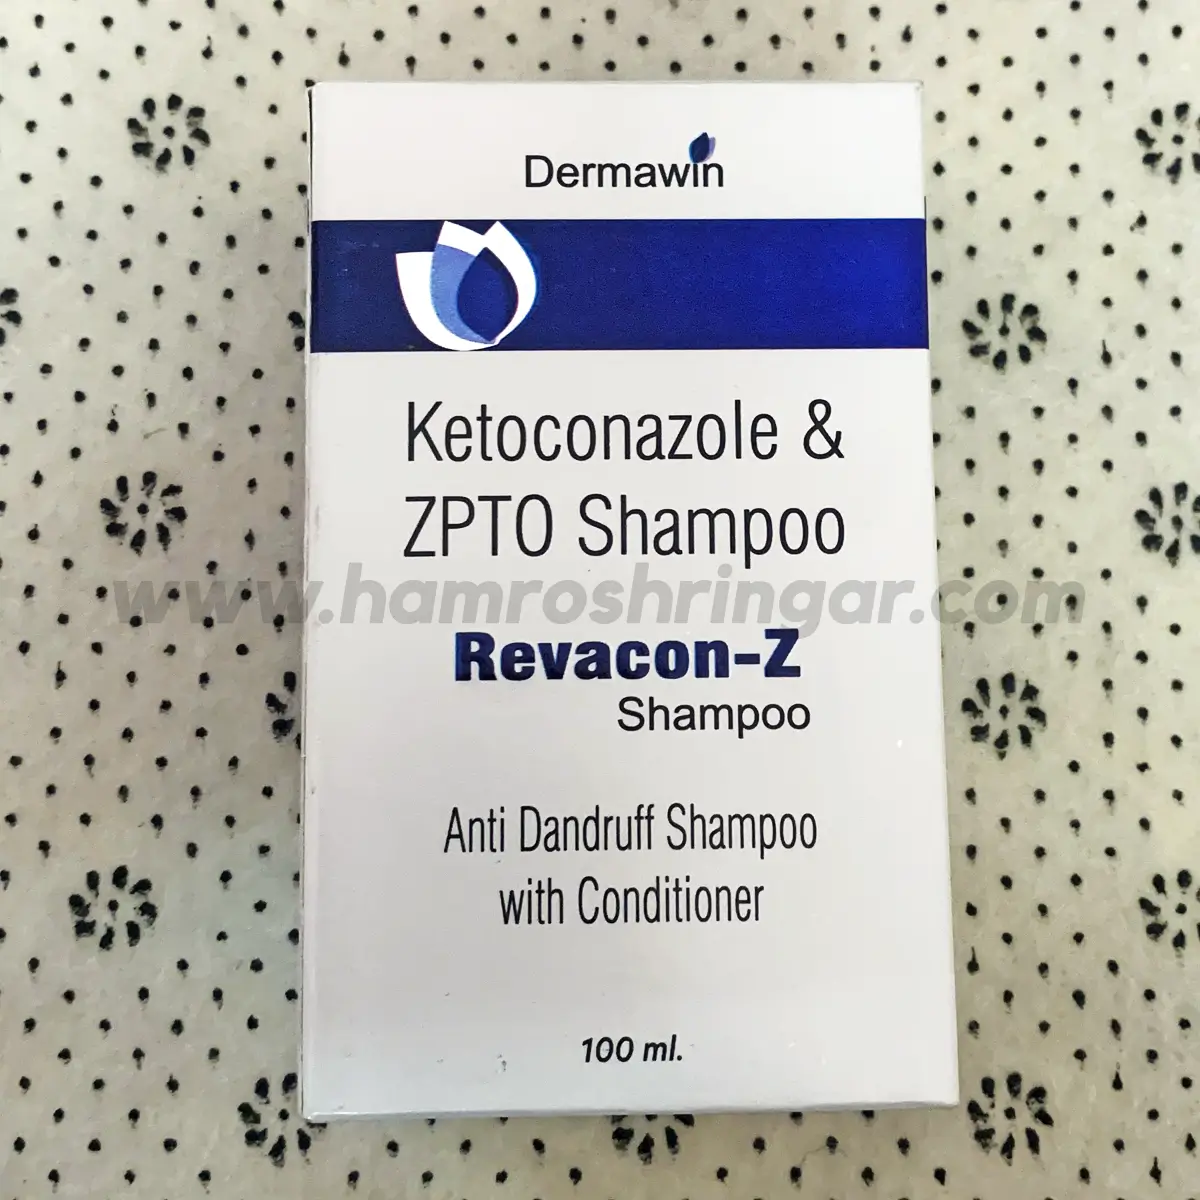 Dermawin
Ketoconazole &
ZPTO Shampoo
www.hamroshringar.com
Revacon-Z
Shampoo
Anti Dandruff Shampoo
with Conditioner
100 ml.